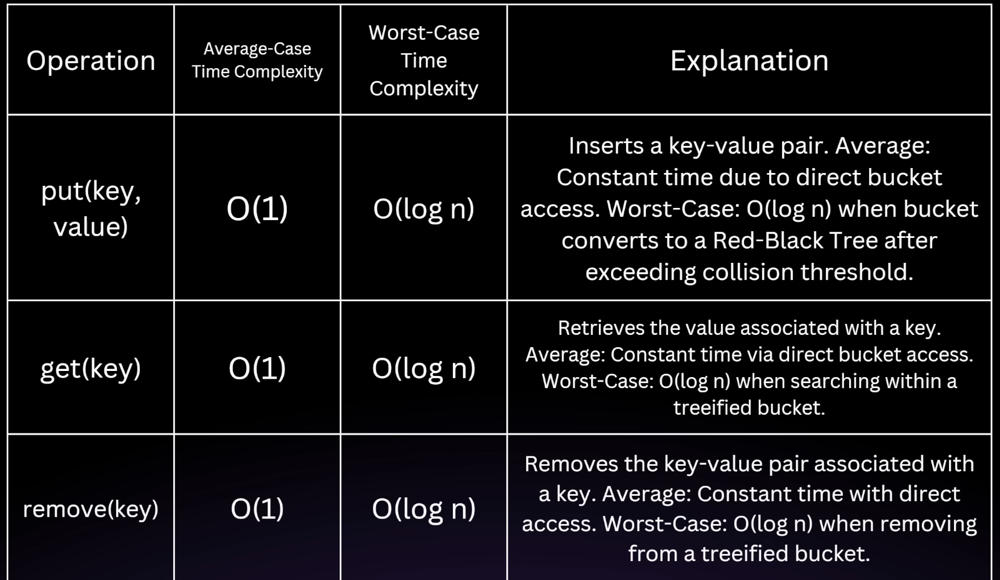 Operation
Average-Case
Time Complexity
Worst-Case
Time
Complexity
Explanation
put(key,
value)
O(1)
O(log n)
Inserts a key-value pair. Average:
Constant time due to direct bucket
access. Worst-Case: O(log n) when bucket
converts to a Red-Black Tree after
exceeding collision threshold.
get(key)
O(1)
O(log n)
Retrieves the value associated with a key.
Average: Constant time via direct bucket access.
Worst-Case: O(log n) when searching within a
treeified bucket.
remove(key)
O(1)
O(log n)
Removes the key-value pair associated with
a key. Average: Constant time with direct
access. Worst-Case: O(log n) when removing
from a treeified bucket.